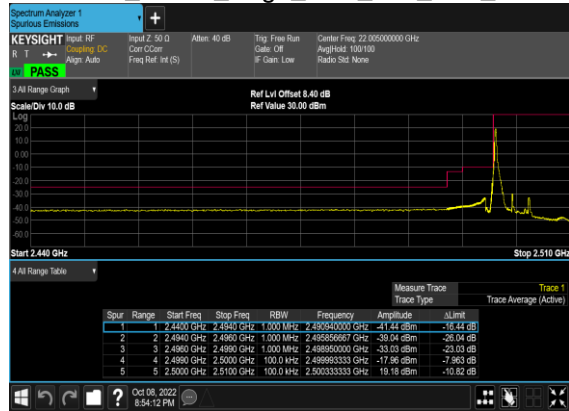 Spectrum Analyzer 1
Spurious Emissions
+
KEYSIGHT Input: RF Input Z: 50 Ω Atten: 40 dB Trig: Free Run Center Freq: 22.005000000 GHz
R T Coupling: DC Corr CCorr Gate: Off Avg|Hold: 100/100
Align: Auto Freq Ref: Int (S) IF Gain: Low Radio Std: None
PASS
3 All Range Graph
Ref Lvl Offset 8.40 dB
Scale/Div 10.0 dB Ref Value 30.00 dBm
Log
20.0
10.0
0.00
-10.0
-20.0
-30.0
-40.0
-50.0
-60.0
Start 2.440 GHz Stop 2.510 GHz
4 All Range Table
Measure Trace Trace 1
Trace Type Trace Average (Active)
Spur Range Start Freq Stop Freq RBW Frequency Amplitude ΔLimit
1 1 2.4400 GHz 2.4940 GHz 1.000 MHz 2.490940000 GHz -41.44 dBm -16.44 dB
2 2 2.4940 GHz 2.4960 GHz 1.000 MHz 2.495856667 GHz -39.04 dBm -26.04 dB
3 3 2.4960 GHz 2.4990 GHz 1.000 MHz 2.498950000 GHz -33.03 dBm -23.03 dB
4 4 2.4990 GHz 2.5000 GHz 100.0 kHz 2.499993333 GHz -17.96 dBm -7.963 dB
5 5 2.5000 GHz 2.5100 GHz 100.0 kHz 2.500333333 GHz 19.18 dBm -10.82 dB
? Oct 08, 2022
8:54:12 PM